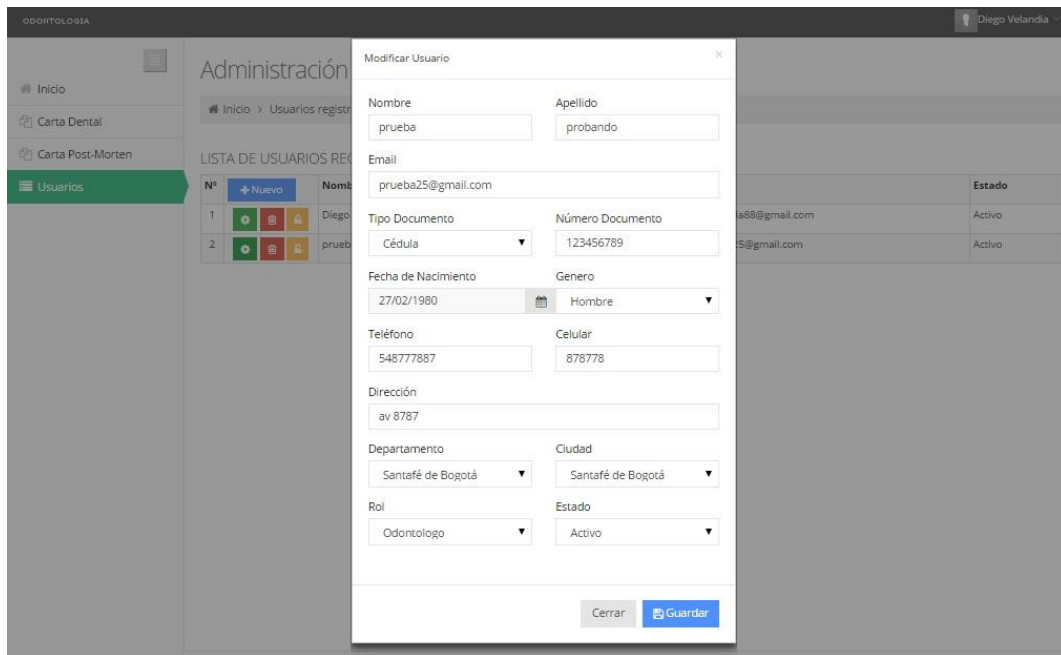 ODONTOLOGIA
Diego Velandia
Inicio
Carta Dental
Carta Post-Morten
Usuarios
Administración
Inicio > Usuarios registr
LISTA DE USUARIOS REG
Nº + Nuevo Nomb Estado
1 Diego a88@gmail.com Activo
2 prueb 25@gmail.com Activo
Modificar Usuario ×
Nombre Apellido
prueba probando
Email
prueba25@gmail.com
Tipo Documento Número Documento
Cédula 123456789
Fecha de Nacimiento Genero
27/02/1980 Hombre
Teléfono Celular
548777887 878778
Dirección
av 8787
Departamento Ciudad
Santafé de Bogotá Santafé de Bogotá
Rol Estado
Odontologo Activo
Cerrar Guardar